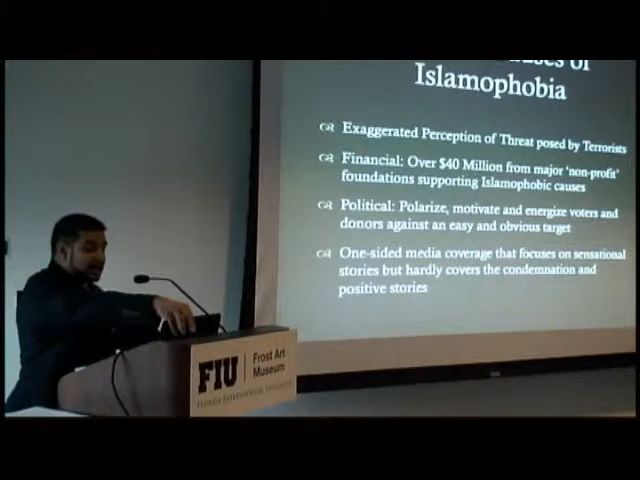 of
Islamophobia
Exaggerated Perception of Threat posed by Terrorists
Financial: Over $40 Million from major 'non-profit'
foundations supporting Islamophobic causes
Political: Polarize, motivate and energize voters and
donors against an easy and obvious target
One-sided media coverage that focuses on sensational
stories but hardly covers the condemnation and
positive stories
FIU
Frost Art
Museum
FLORIDA INTERNATIONAL UNIVERSITY